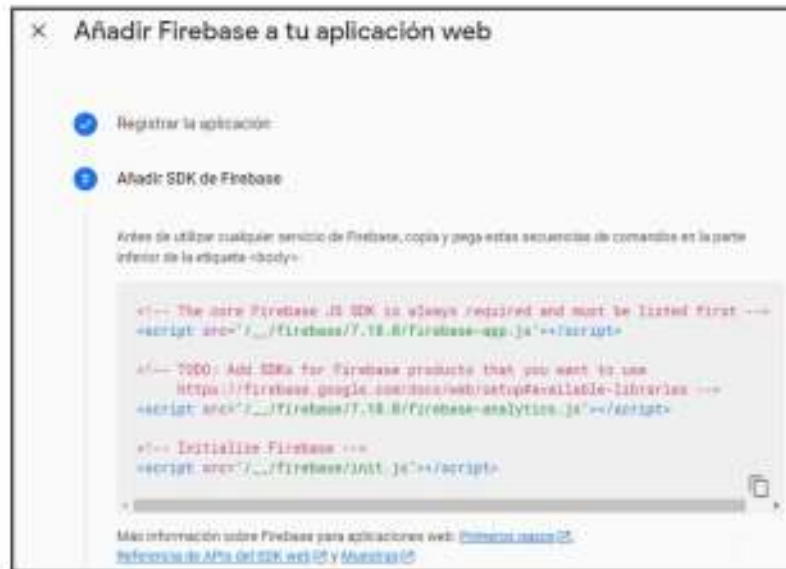 Añadir Firebase a tu aplicación web
Registrar la aplicación
Añadir SDK de Firebase
Antes de utilizar cualquier servicio de Firebase, copia y pega estas secuencias de comandos en la parte
inferior de la etiqueta <body>:
<!-- The core Firebase JS SDK is always required and must be listed first -->
<script src="/__/firebase/7.18.0/firebase-app.js"></script>
<!-- TODO: Add SDKs for Firebase products that you want to use
https://firebase.google.com/docs/web/setup#available-libraries -->
<script src="/__/firebase/7.18.0/firebase-analytics.js"></script>
<!-- Initialize Firebase -->
<script src="/__/firebase/init.js"></script>
Más información sobre Firebase para aplicaciones web: Primeros pasos,
Referencia de APIs del SDK web y Muestras